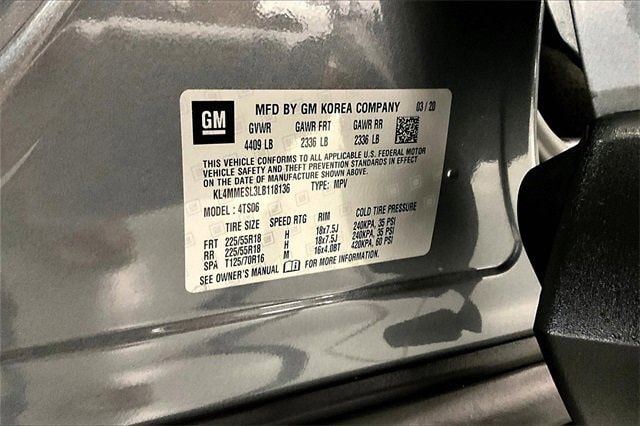 GM MFD BY GM KOREA COMPANY 03/20
GVWR GAWR FRT GAWR RR
4409 LB 2336 LB 2336 LB
THIS VEHICLE CONFORMS TO ALL APPLICABLE U.S. FEDERAL MOTOR
VEHICLE SAFETY AND THEFT PREVENTION STANDARDS IN EFFECT
ON THE DATE OF MANUFACTURE SHOWN ABOVE.
KL4MMESL3LB118136 TYPE: MPV
MODEL: 4TS06
TIRE SIZE SPEED RTG RIM COLD TIRE PRESSURE
FRT 225/55R18 H 18x7.5J 240KPA, 35 PSI
RR 225/55R18 H 18x7.5J 240KPA, 35 PSI
SPA T125/70R16 M 16x4.0BT 420KPA, 60 PSI
SEE OWNER'S MANUAL FOR MORE INFORMATION